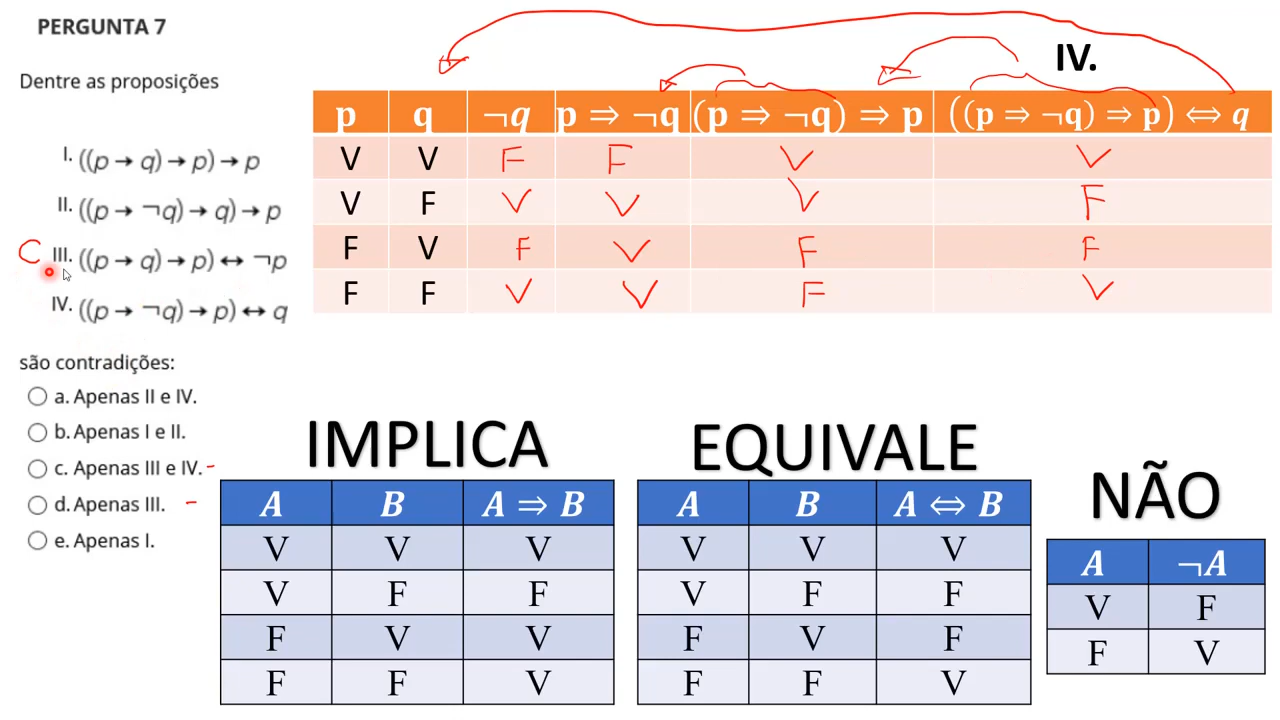 PERGUNTA 7
Dentre as proposições
I. ((p → q) → p) → p
II. ((p → ¬q) → q) → p
C III. ((p → q) → p) ↔ ¬p
IV. ((p → ¬q) → p) ↔ q
são contradições:
a. Apenas II e IV.
b. Apenas I e II.
c. Apenas III e IV. -
d. Apenas III. -
e. Apenas I.
IV.
p q ¬q p ⇒ ¬q (p ⇒ ¬q) ⇒ p ((p ⇒ ¬q) ⇒ p) ⇔ q
V V F F V V
V F V V V F
F V F V F F
F F V V F V
IMPLICA
A B A ⇒ B
V V V
V F F
F V V
F F V
EQUIVALE
A B A ⇔ B
V V V
V F F
F V F
F F V
NÃO
A ¬A
V F
F V